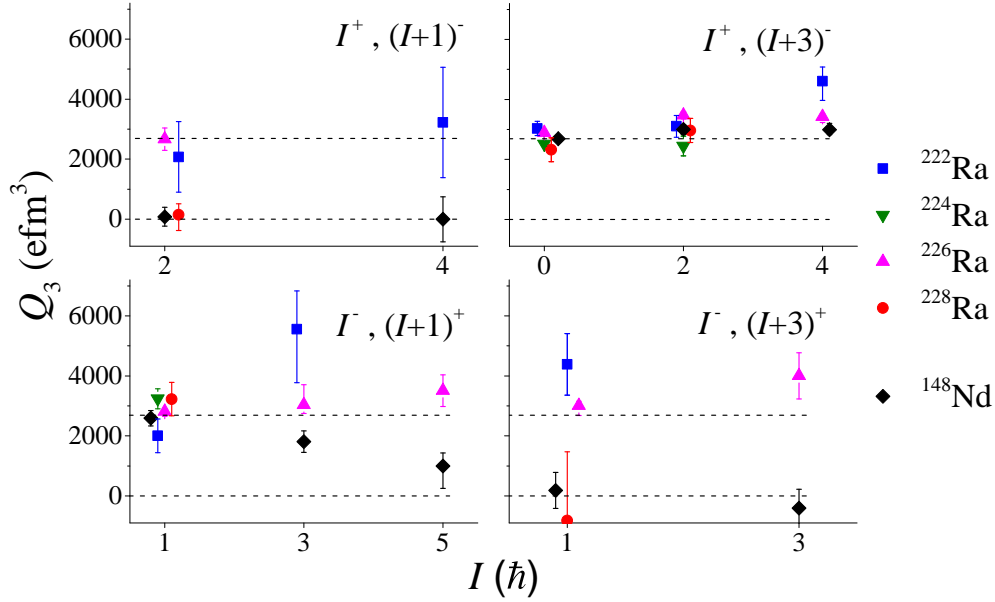 I⁺ , (I+1)⁻
I⁺ , (I+3)⁻
6000
4000
2000
0
2
4
0
2
4
I⁻ , (I+1)⁺
I⁻ , (I+3)⁺
6000
4000
2000
0
1
3
5
1
3
Q₃ (efm³)
I (ħ)
²²²Ra
²²⁴Ra
²²⁶Ra
²²⁸Ra
¹⁴⁸Nd